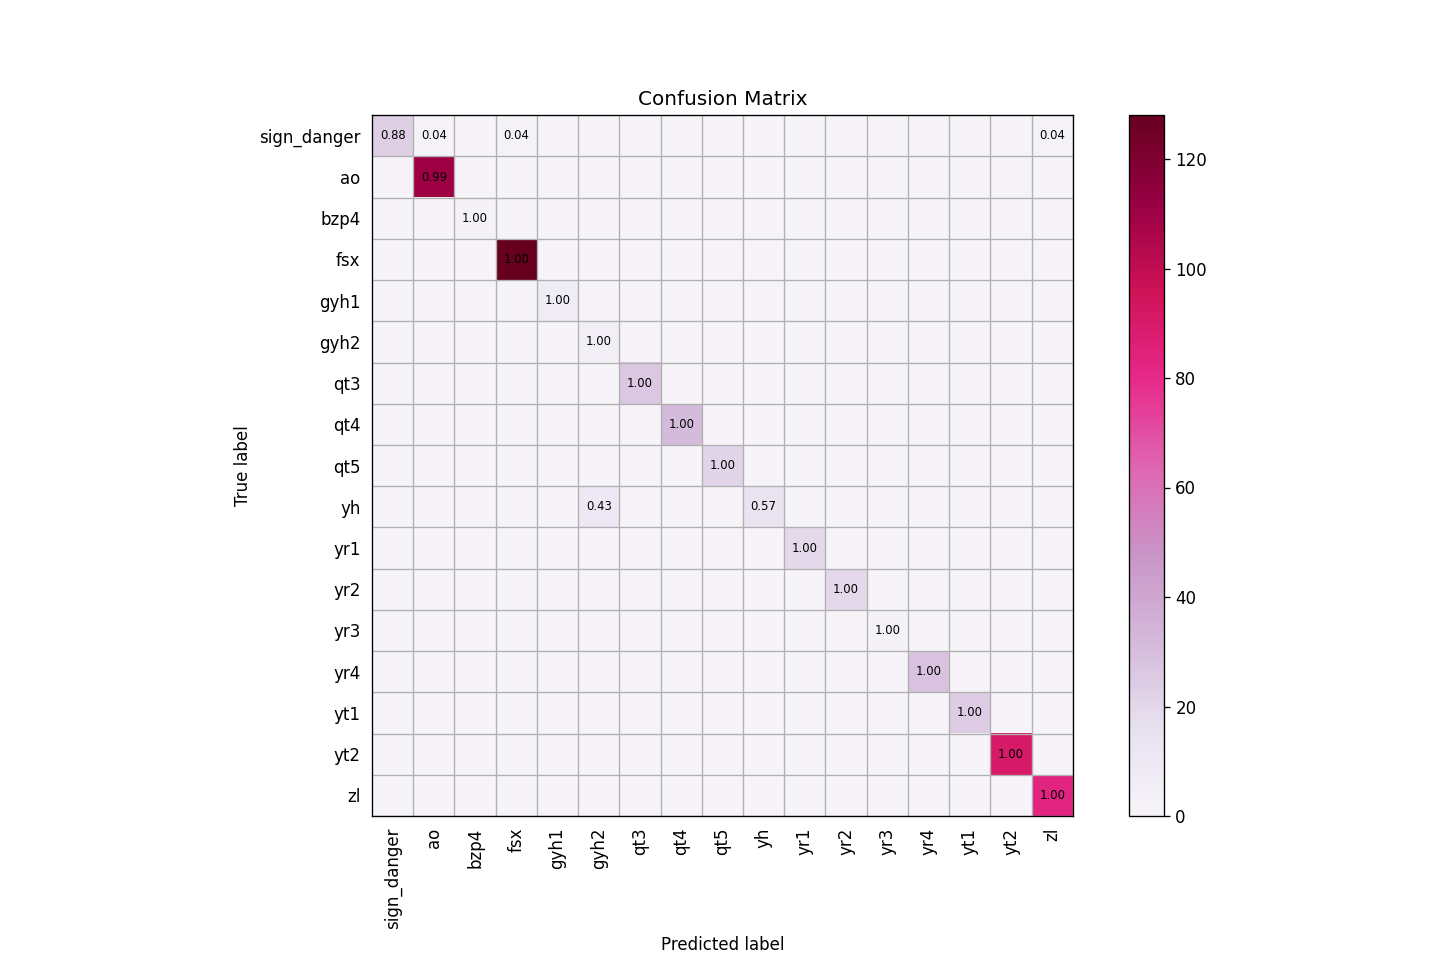 Confusion Matrix
sign_danger 0.88 0.04 0.04 0.04
ao 0.99
bzp4 1.00
fsx 1.00
gyh1 1.00
gyh2 1.00
qt3 1.00
qt4 1.00
qt5 1.00
yh 0.43 0.57
yr1 1.00
yr2 1.00
yr3 1.00
yr4 1.00
yt1 1.00
yt2 1.00
zl 1.00
True label
sign_danger ao bzp4 fsx gyh1 gyh2 qt3 qt4 qt5 yh yr1 yr2 yr3 yr4 yt1 yt2 zl
Predicted label
120
100
80
60
40
20
0